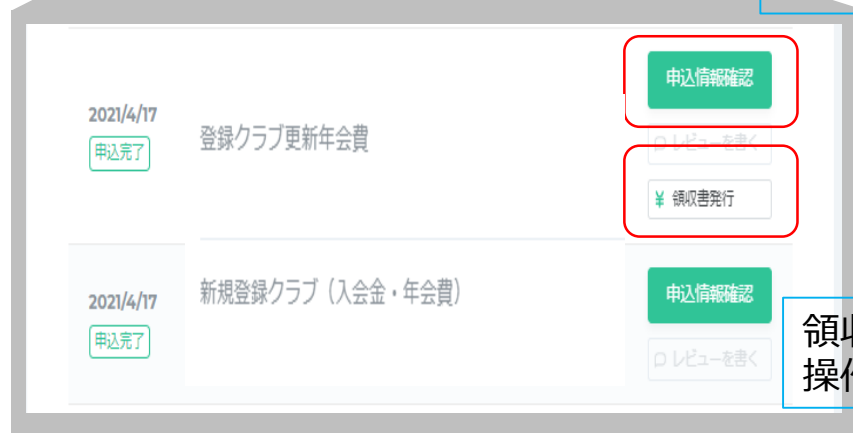 2021/4/17
申込完了
登録クラブ更新年会費
申込情報確認
レビューを書く
¥ 領収書発行
2021/4/17
申込完了
新規登録クラブ（入会金・年会費）
申込情報確認
レビューを書く
領収
操作